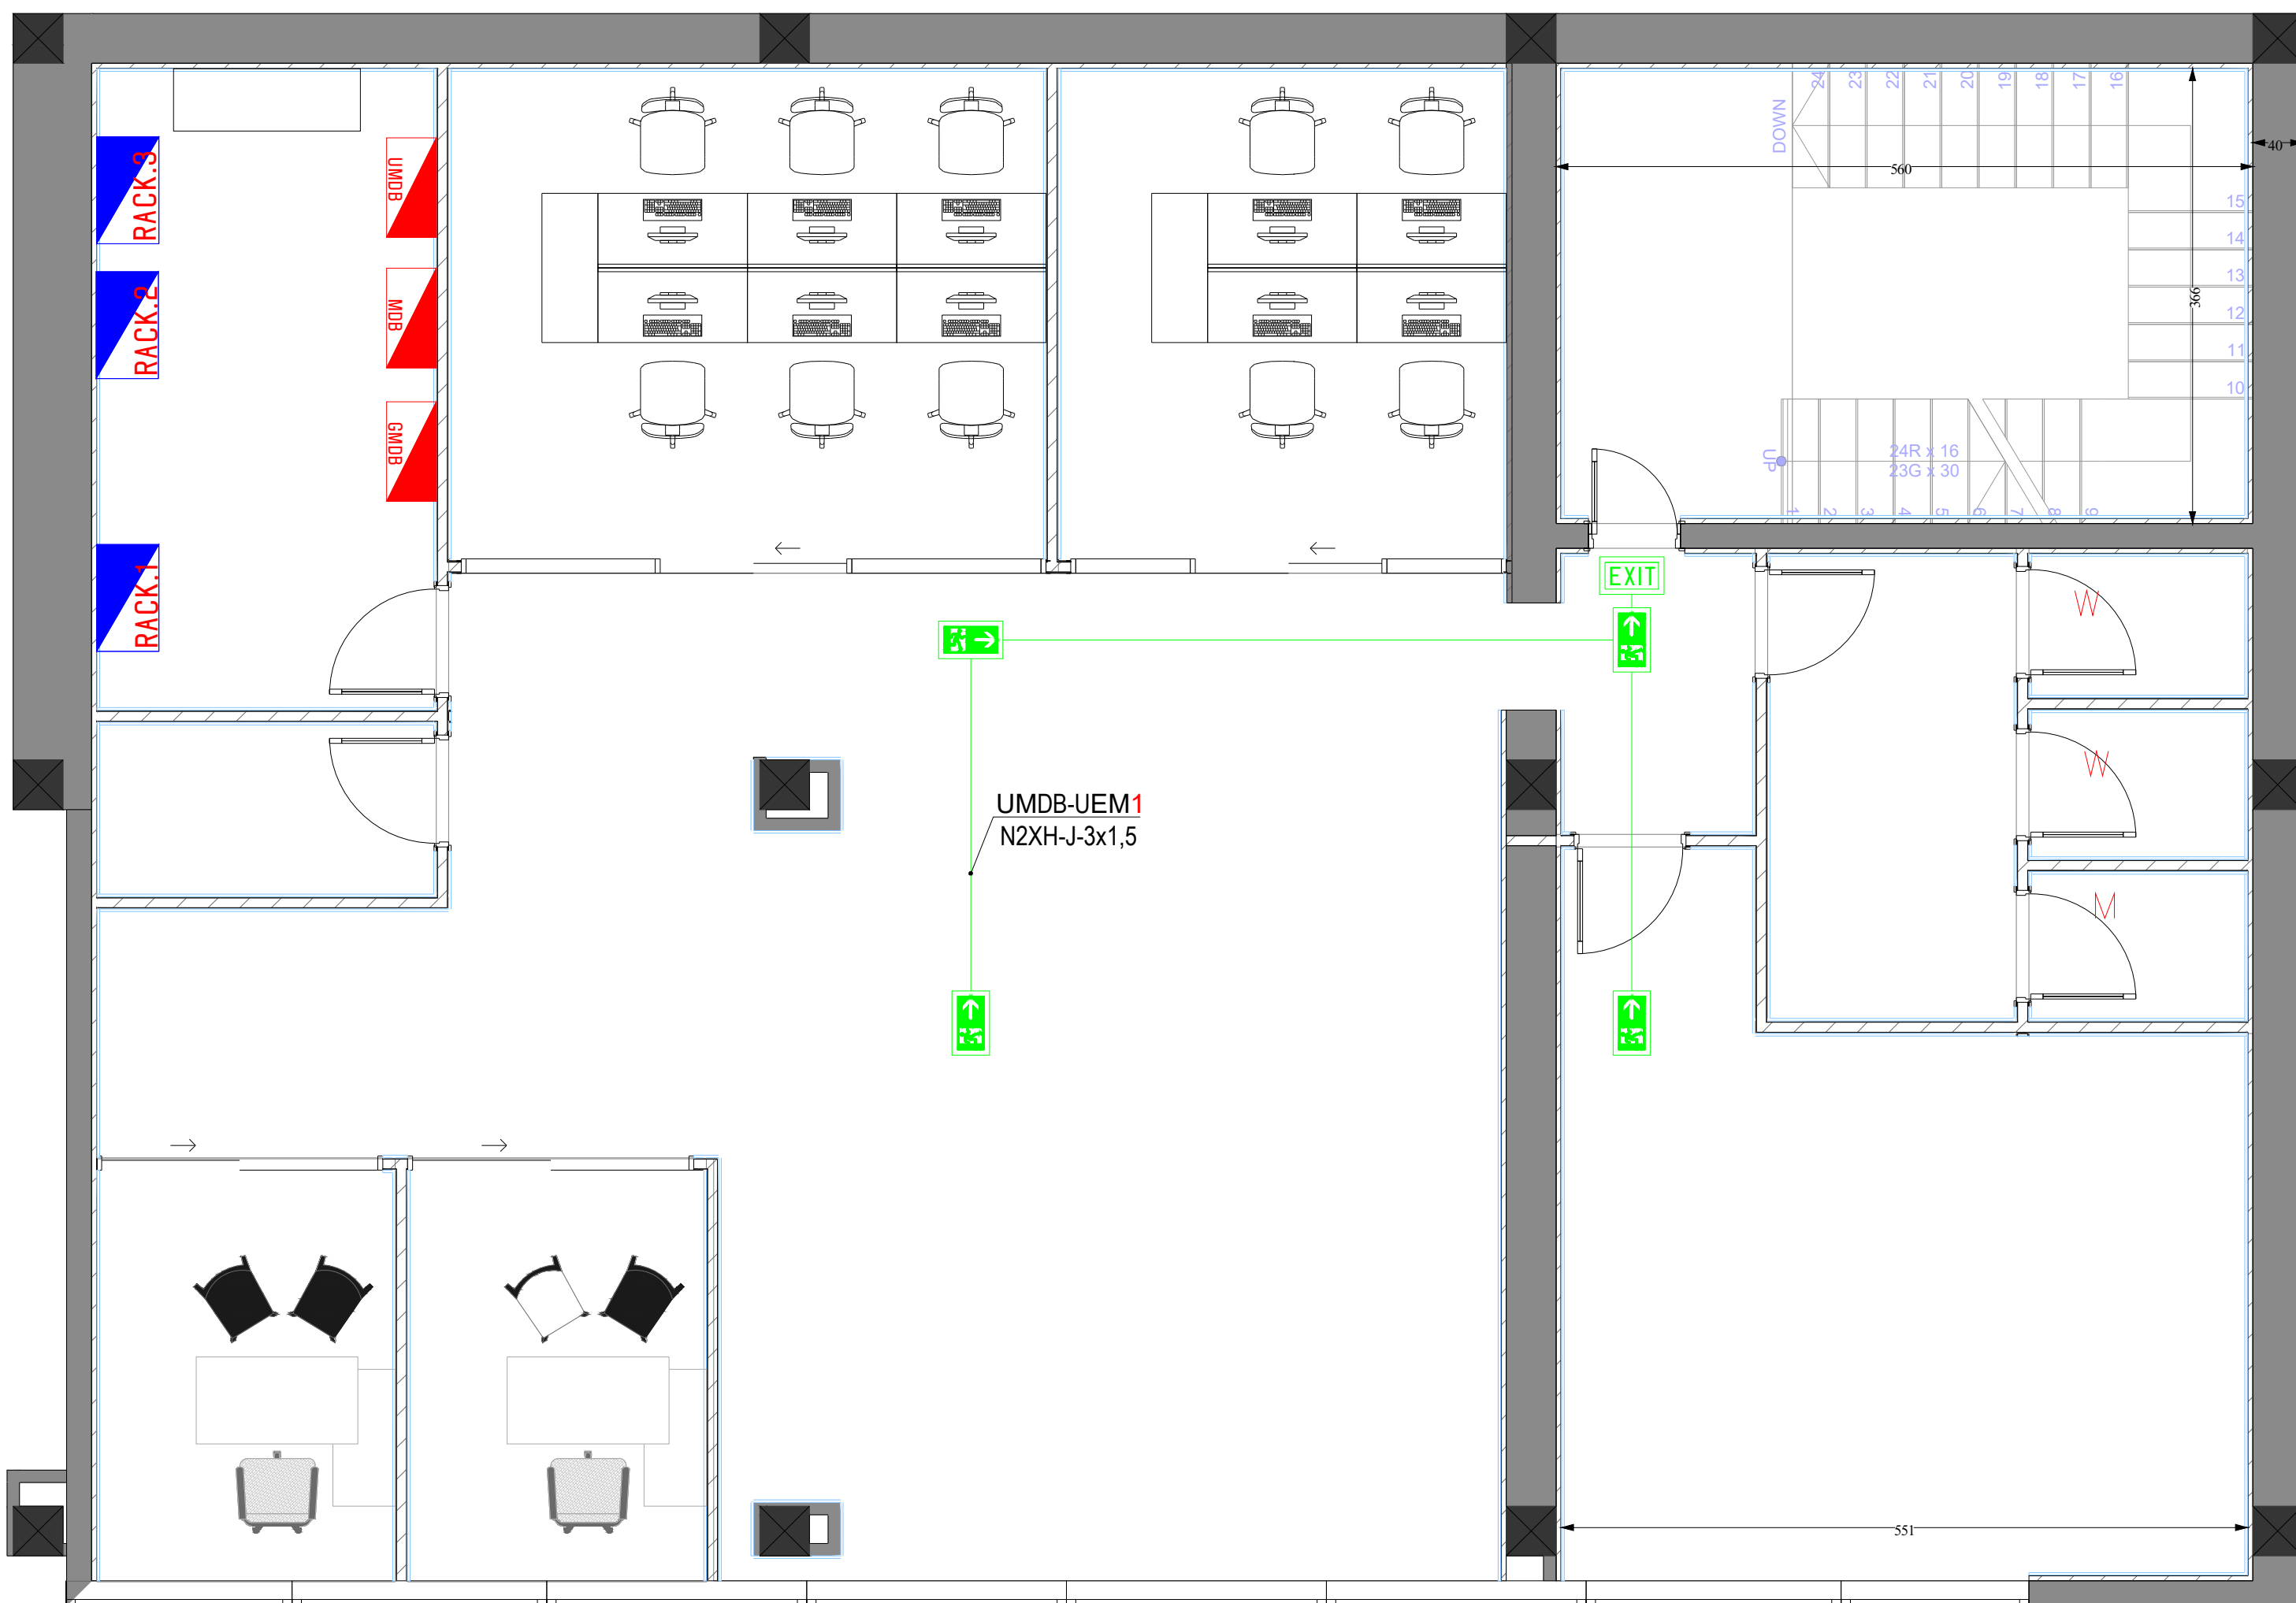 24
23
22
21
20
19
18
17
16
DOWN
40
560
RACK.3
UMDB
15
14
13
12
11
10
366
RACK.2
MDB
GMDB
UP
24R x 16
23G x 30
1
2
3
4
5
6
7
8
9
RACK.1
EXIT
W
W
UMDB-UEM1
N2XH-J-3x1,5
M
551